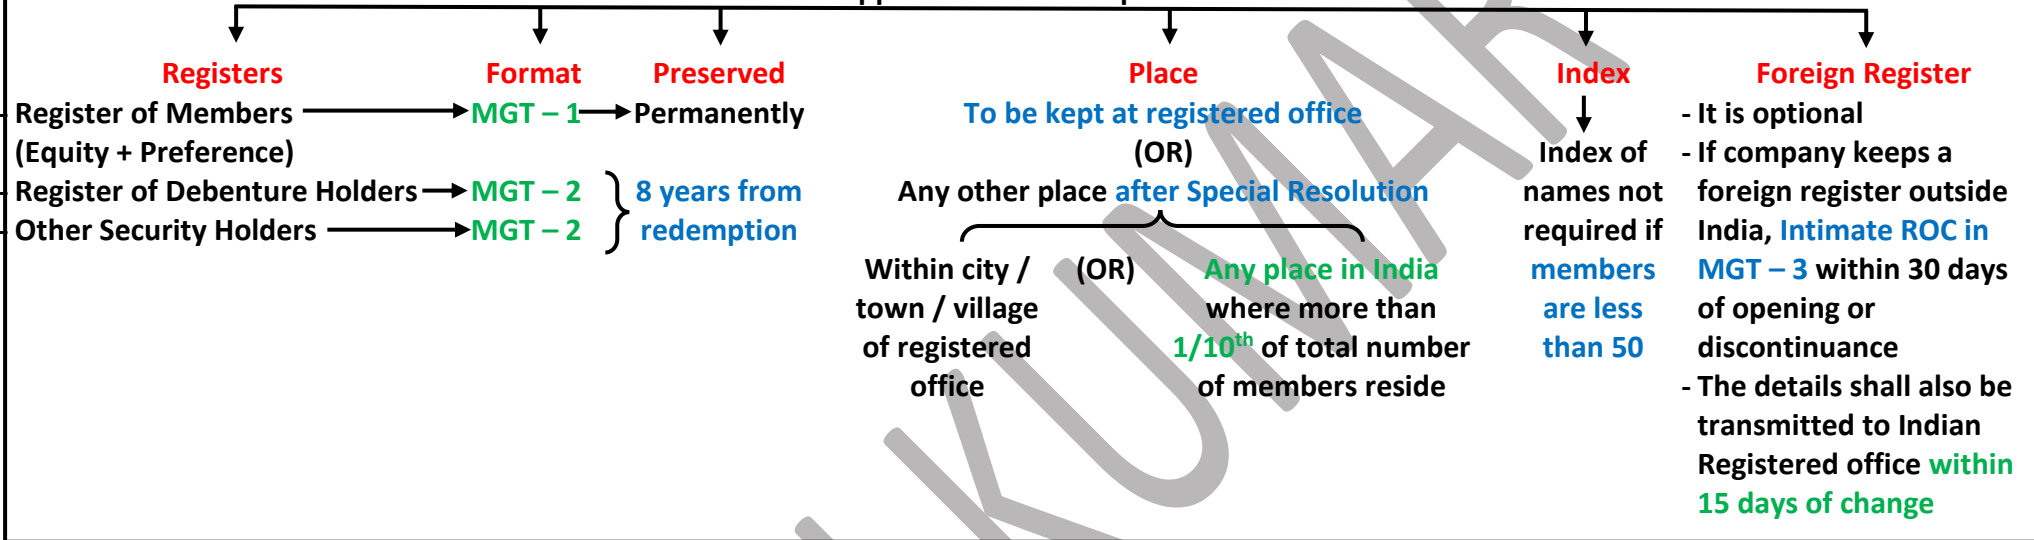 Registers
- Register of Members
(Equity + Preference)
- Register of Debenture Holders
- Other Security Holders
Format
MGT – 1
MGT – 2
MGT – 2
Preserved
Permanently
8 years from
redemption
Place
To be kept at registered office
(OR)
Any other place after Special Resolution
Within city /
town / village
of registered
office
(OR)
Any place in India
where more than
1/10th of total number
of members reside
Index
Index of
names not
required if
members
are less
than 50
Foreign Register
- It is optional
- If company keeps a
foreign register outside
India, Intimate ROC in
MGT – 3 within 30 days
of opening or
discontinuance
- The details shall also be
transmitted to Indian
Registered office within
15 days of change
KUMAR